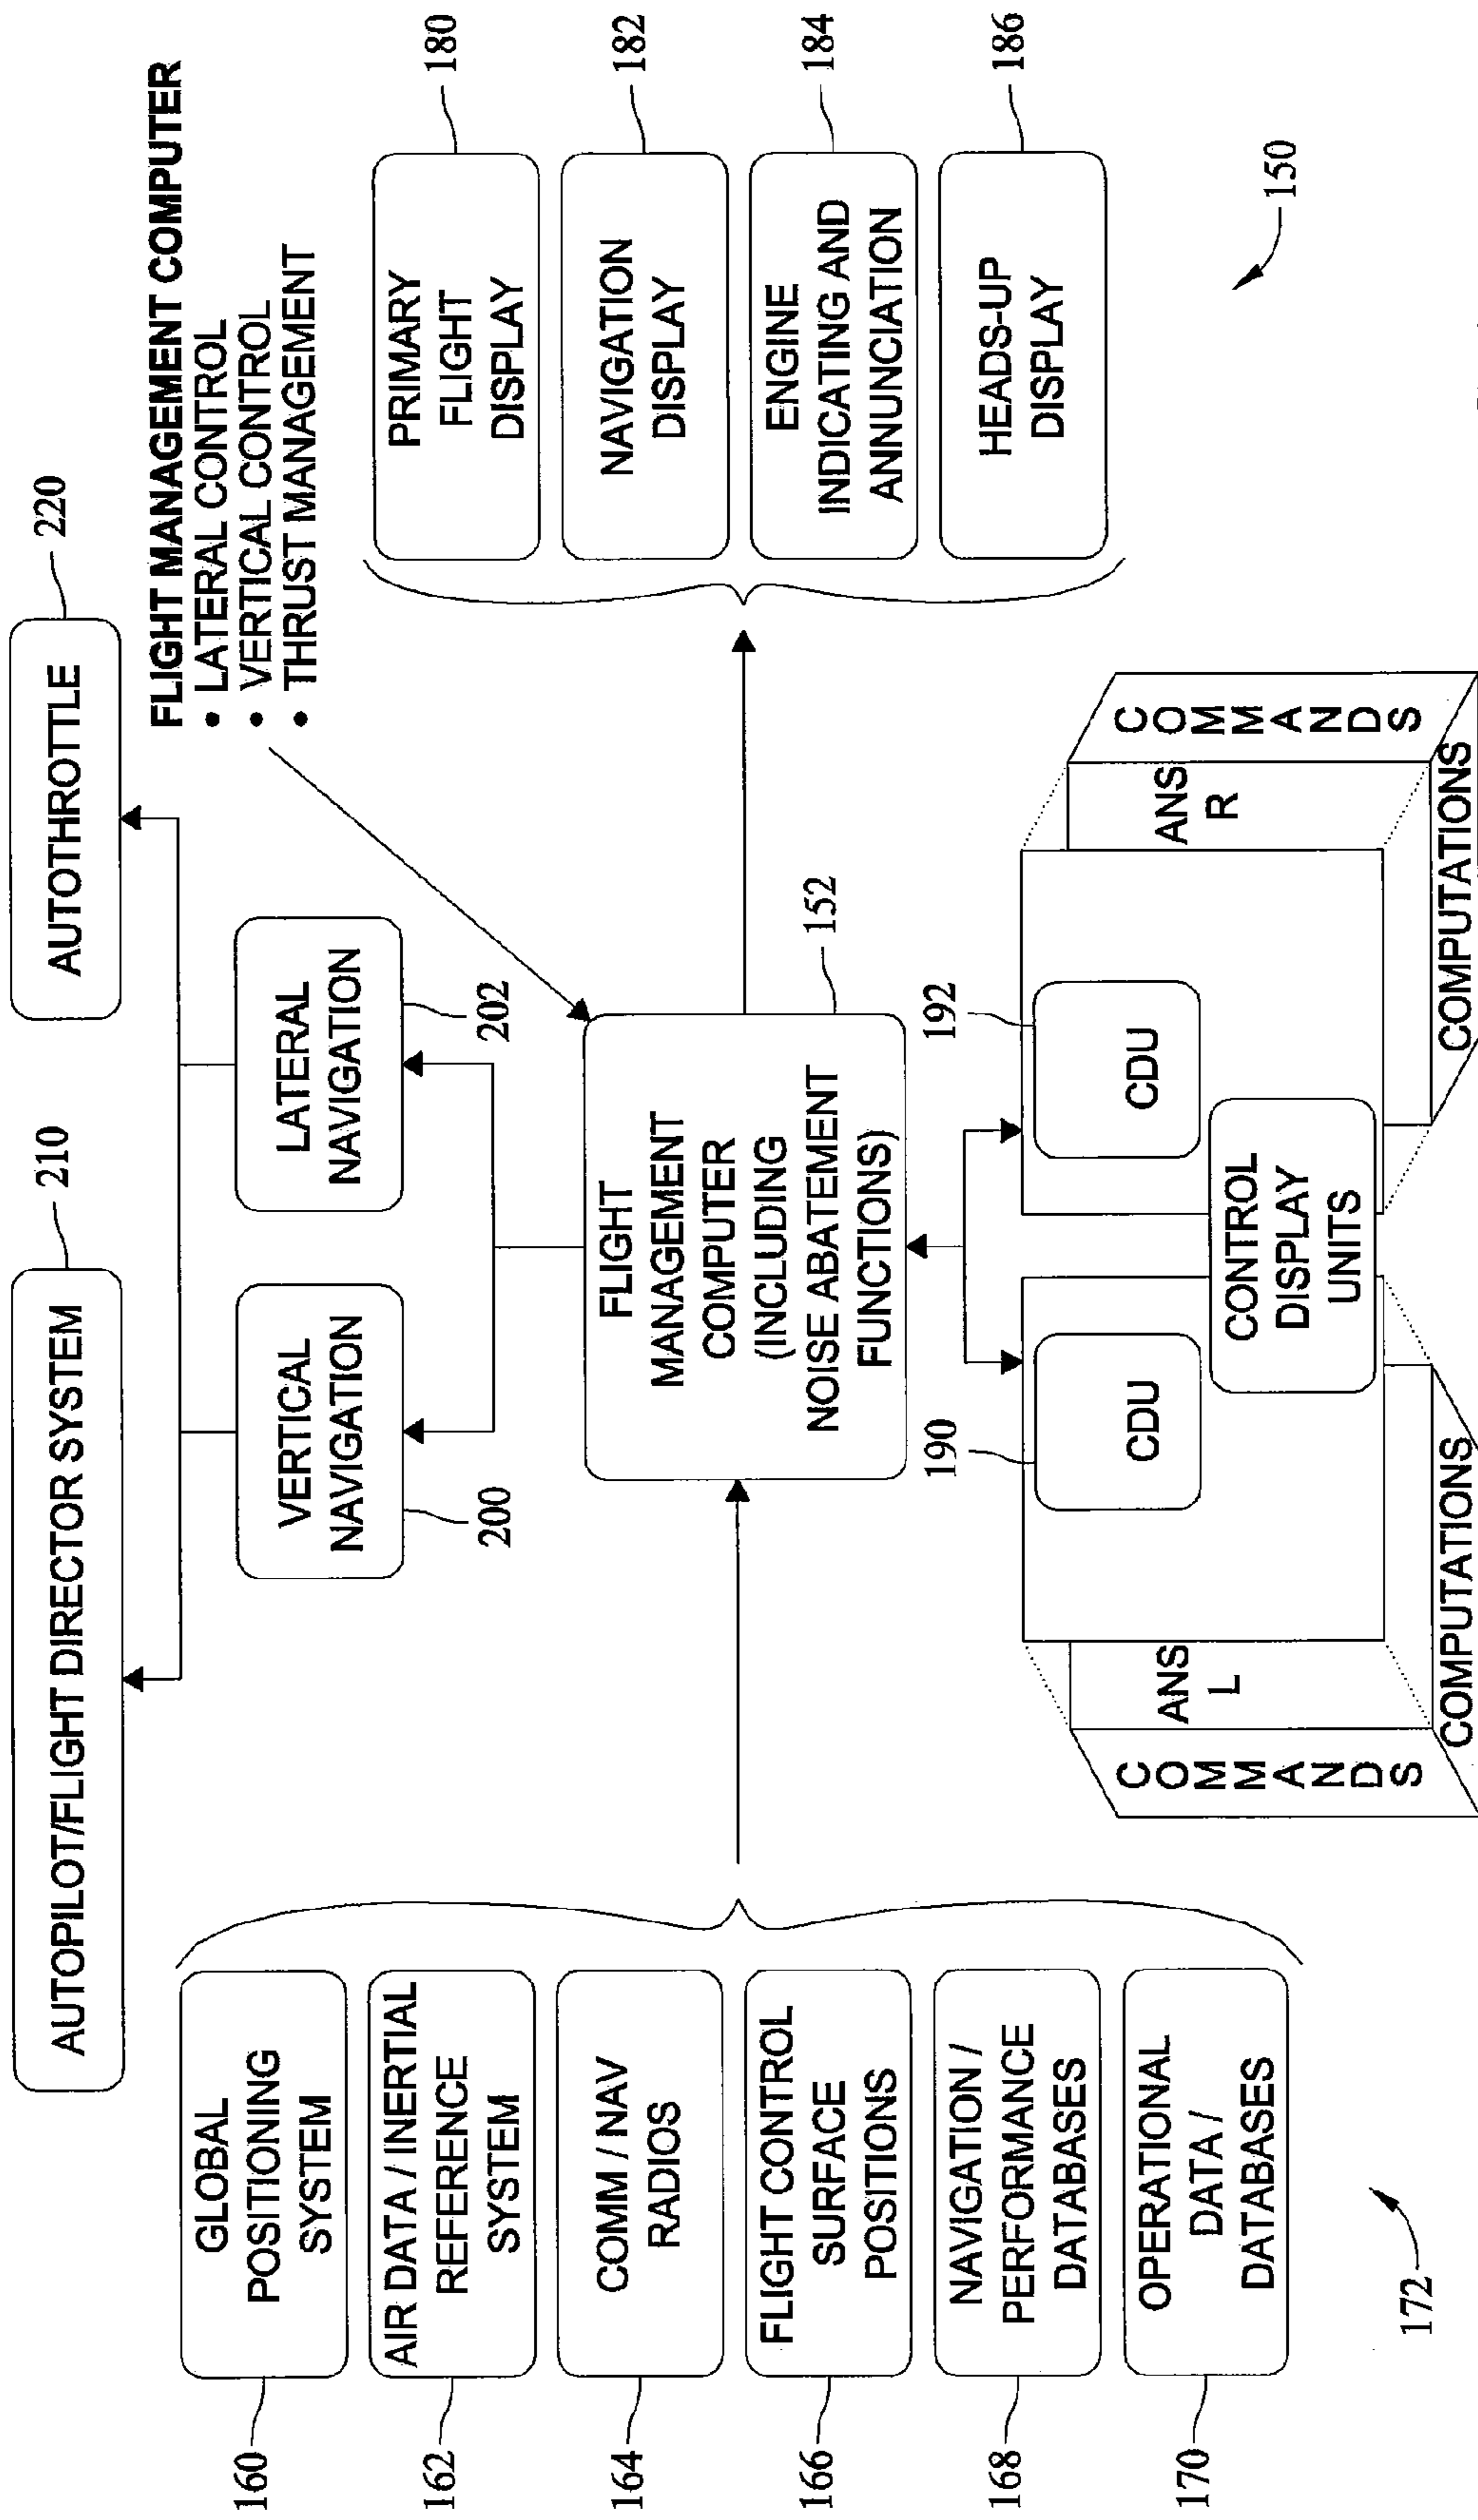 AUTOPILOT/FLIGHT DIRECTOR SYSTEM
210
AUTOTHROTTLE
220
FLIGHT MANAGEMENT COMPUTER
• LATERAL CONTROL
• VERTICAL CONTROL
• THRUST MANAGEMENT
VERTICAL
NAVIGATION
200
LATERAL
NAVIGATION
202
160
GLOBAL
POSITIONING
SYSTEM
162
AIR DATA / INERTIAL
REFERENCE
SYSTEM
164
COMM / NAV
RADIOS
166
FLIGHT CONTROL
SURFACE
POSITIONS
168
NAVIGATION /
PERFORMANCE
DATABASES
170
OPERATIONAL
DATA /
DATABASES
172
FLIGHT
MANAGEMENT
COMPUTER
(INCLUDING
NOISE ABATEMENT
FUNCTIONS)
152
PRIMARY
FLIGHT
DISPLAY
180
NAVIGATION
DISPLAY
182
ENGINE
INDICATING AND
ANNUNCIATION
184
HEADS-UP
DISPLAY
186
150
190
CDU
192
CDU
CONTROL
DISPLAY
UNITS
ANS
L
COMMANDS
COMPUTATIONS
ANS
R
COMMANDS
COMPUTATIONS